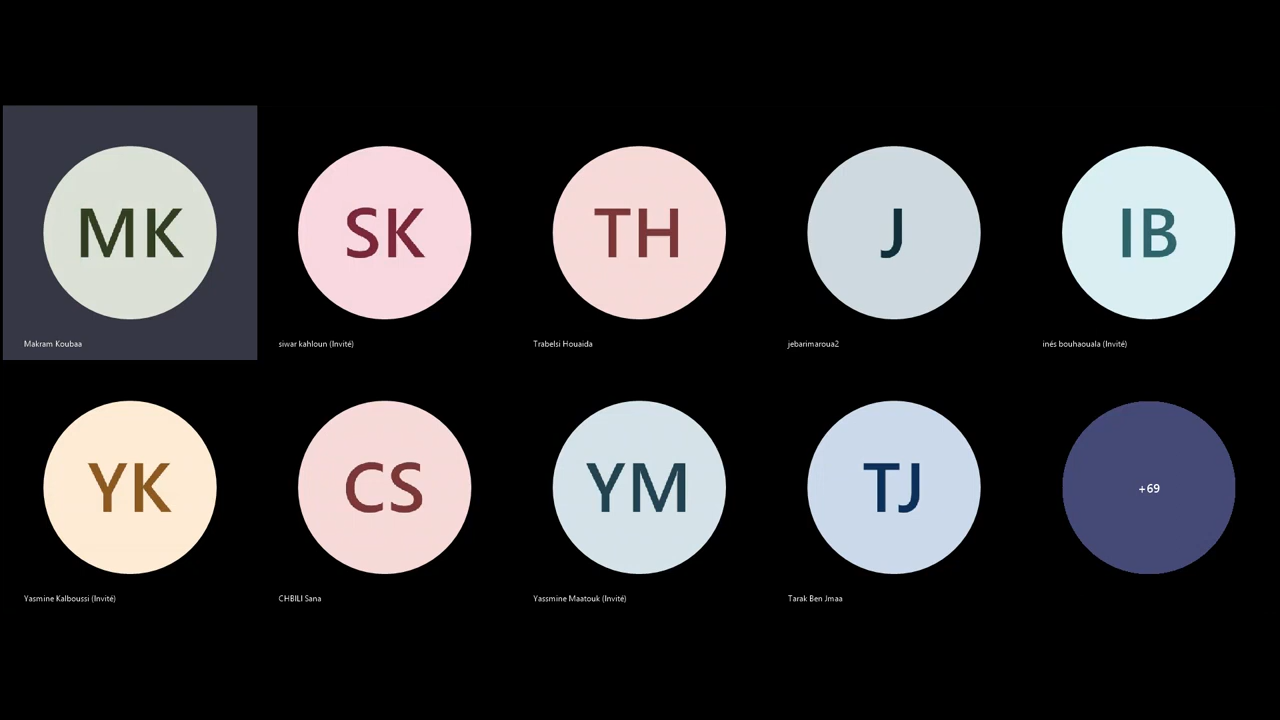 MK
SK
TH
J
IB
Makram Koubaa
siwar kahloun (Invité)
Trabelsi Houaida
jebarimaroua2
inés bouhaouala (Invité)
YK
CS
YM
TJ
+69
Yasmine Kalboussi (Invité)
CHBILI Sana
Yassmine Maatouk (Invité)
Tarak Ben Jmaa